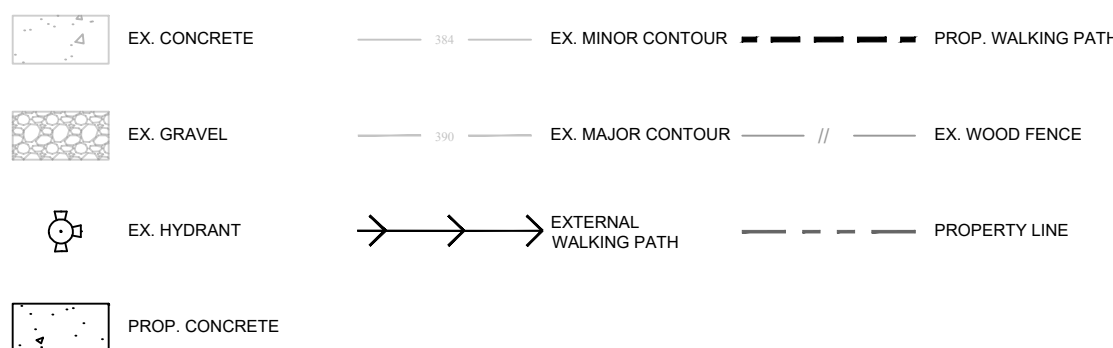 EX. CONCRETE
384
EX. MINOR CONTOUR
PROP. WALKING PATH
EX. GRAVEL
390
EX. MAJOR CONTOUR
//
EX. WOOD FENCE
EX. HYDRANT
EXTERNAL
WALKING PATH
PROPERTY LINE
PROP. CONCRETE